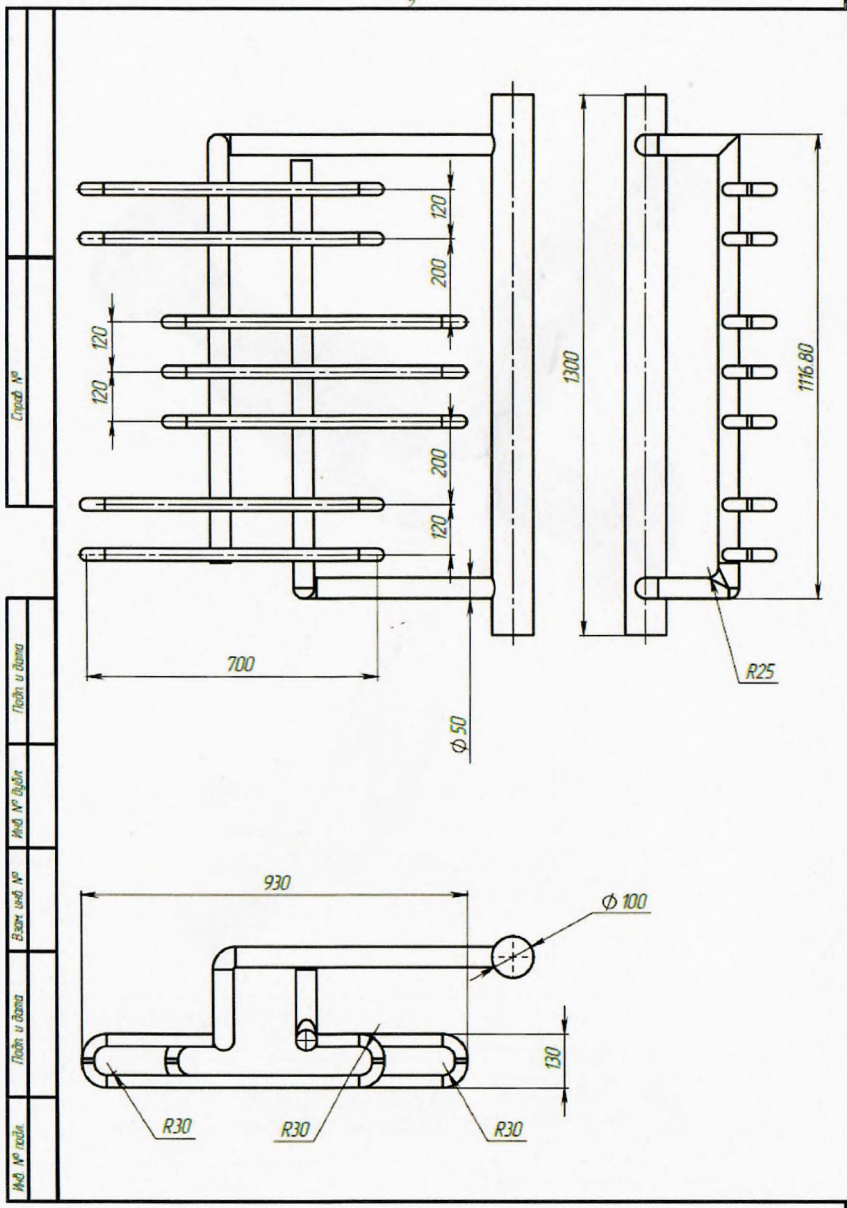 2
Справ. №
Подп. и дата
Инв. № дубл.
Взам. инв. №
Подп. и дата
Инв. № подл.
120
200
120
120
200
120
700
Φ 50
1300
1116.80
R25
930
Φ 100
130
R30
R30
R30